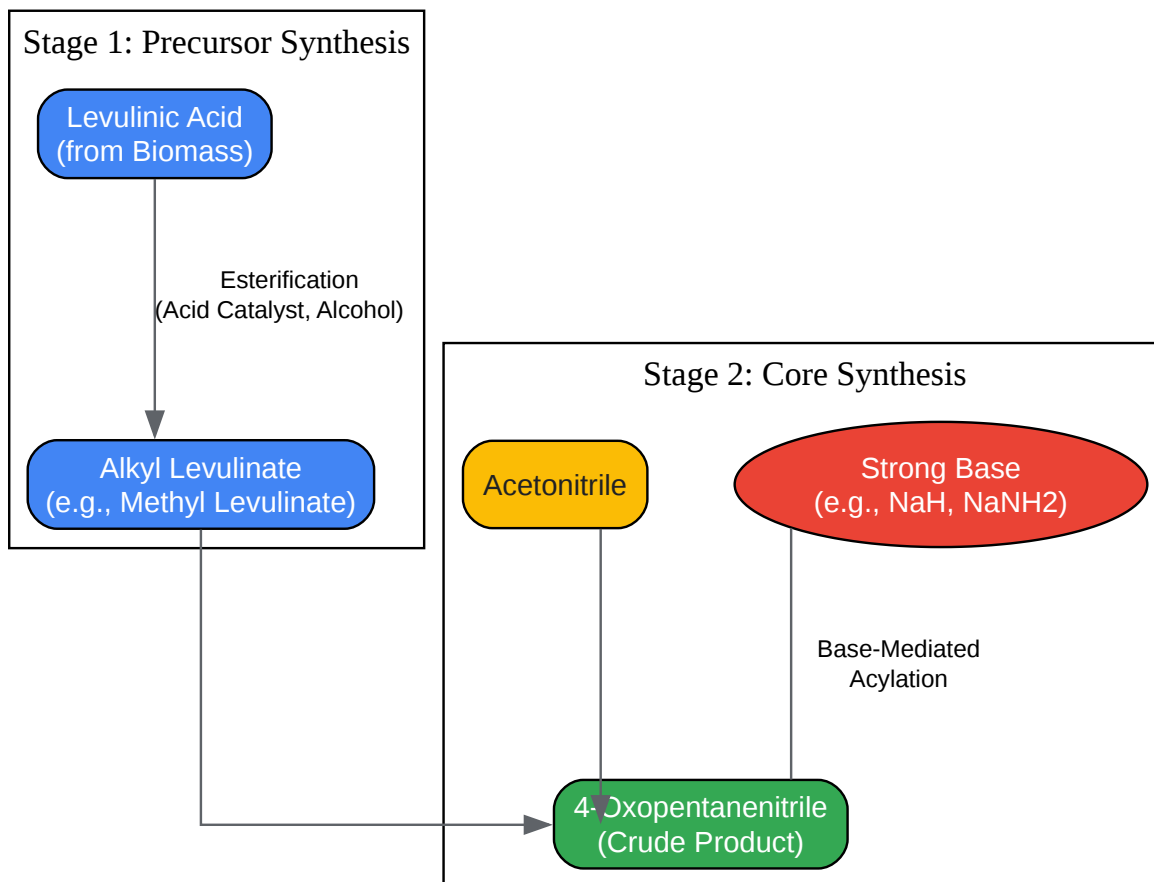 Stage 1: Precursor Synthesis
Levulinic Acid
(from Biomass)
Esterification
(Acid Catalyst, Alcohol)
Alkyl Levulinate
(e.g., Methyl Levulinate)
Stage 2: Core Synthesis
Acetonitrile
Strong Base
(e.g., NaH, NaNH2)
Base-Mediated
Acylation
4-Oxopentanenitrile
(Crude Product)